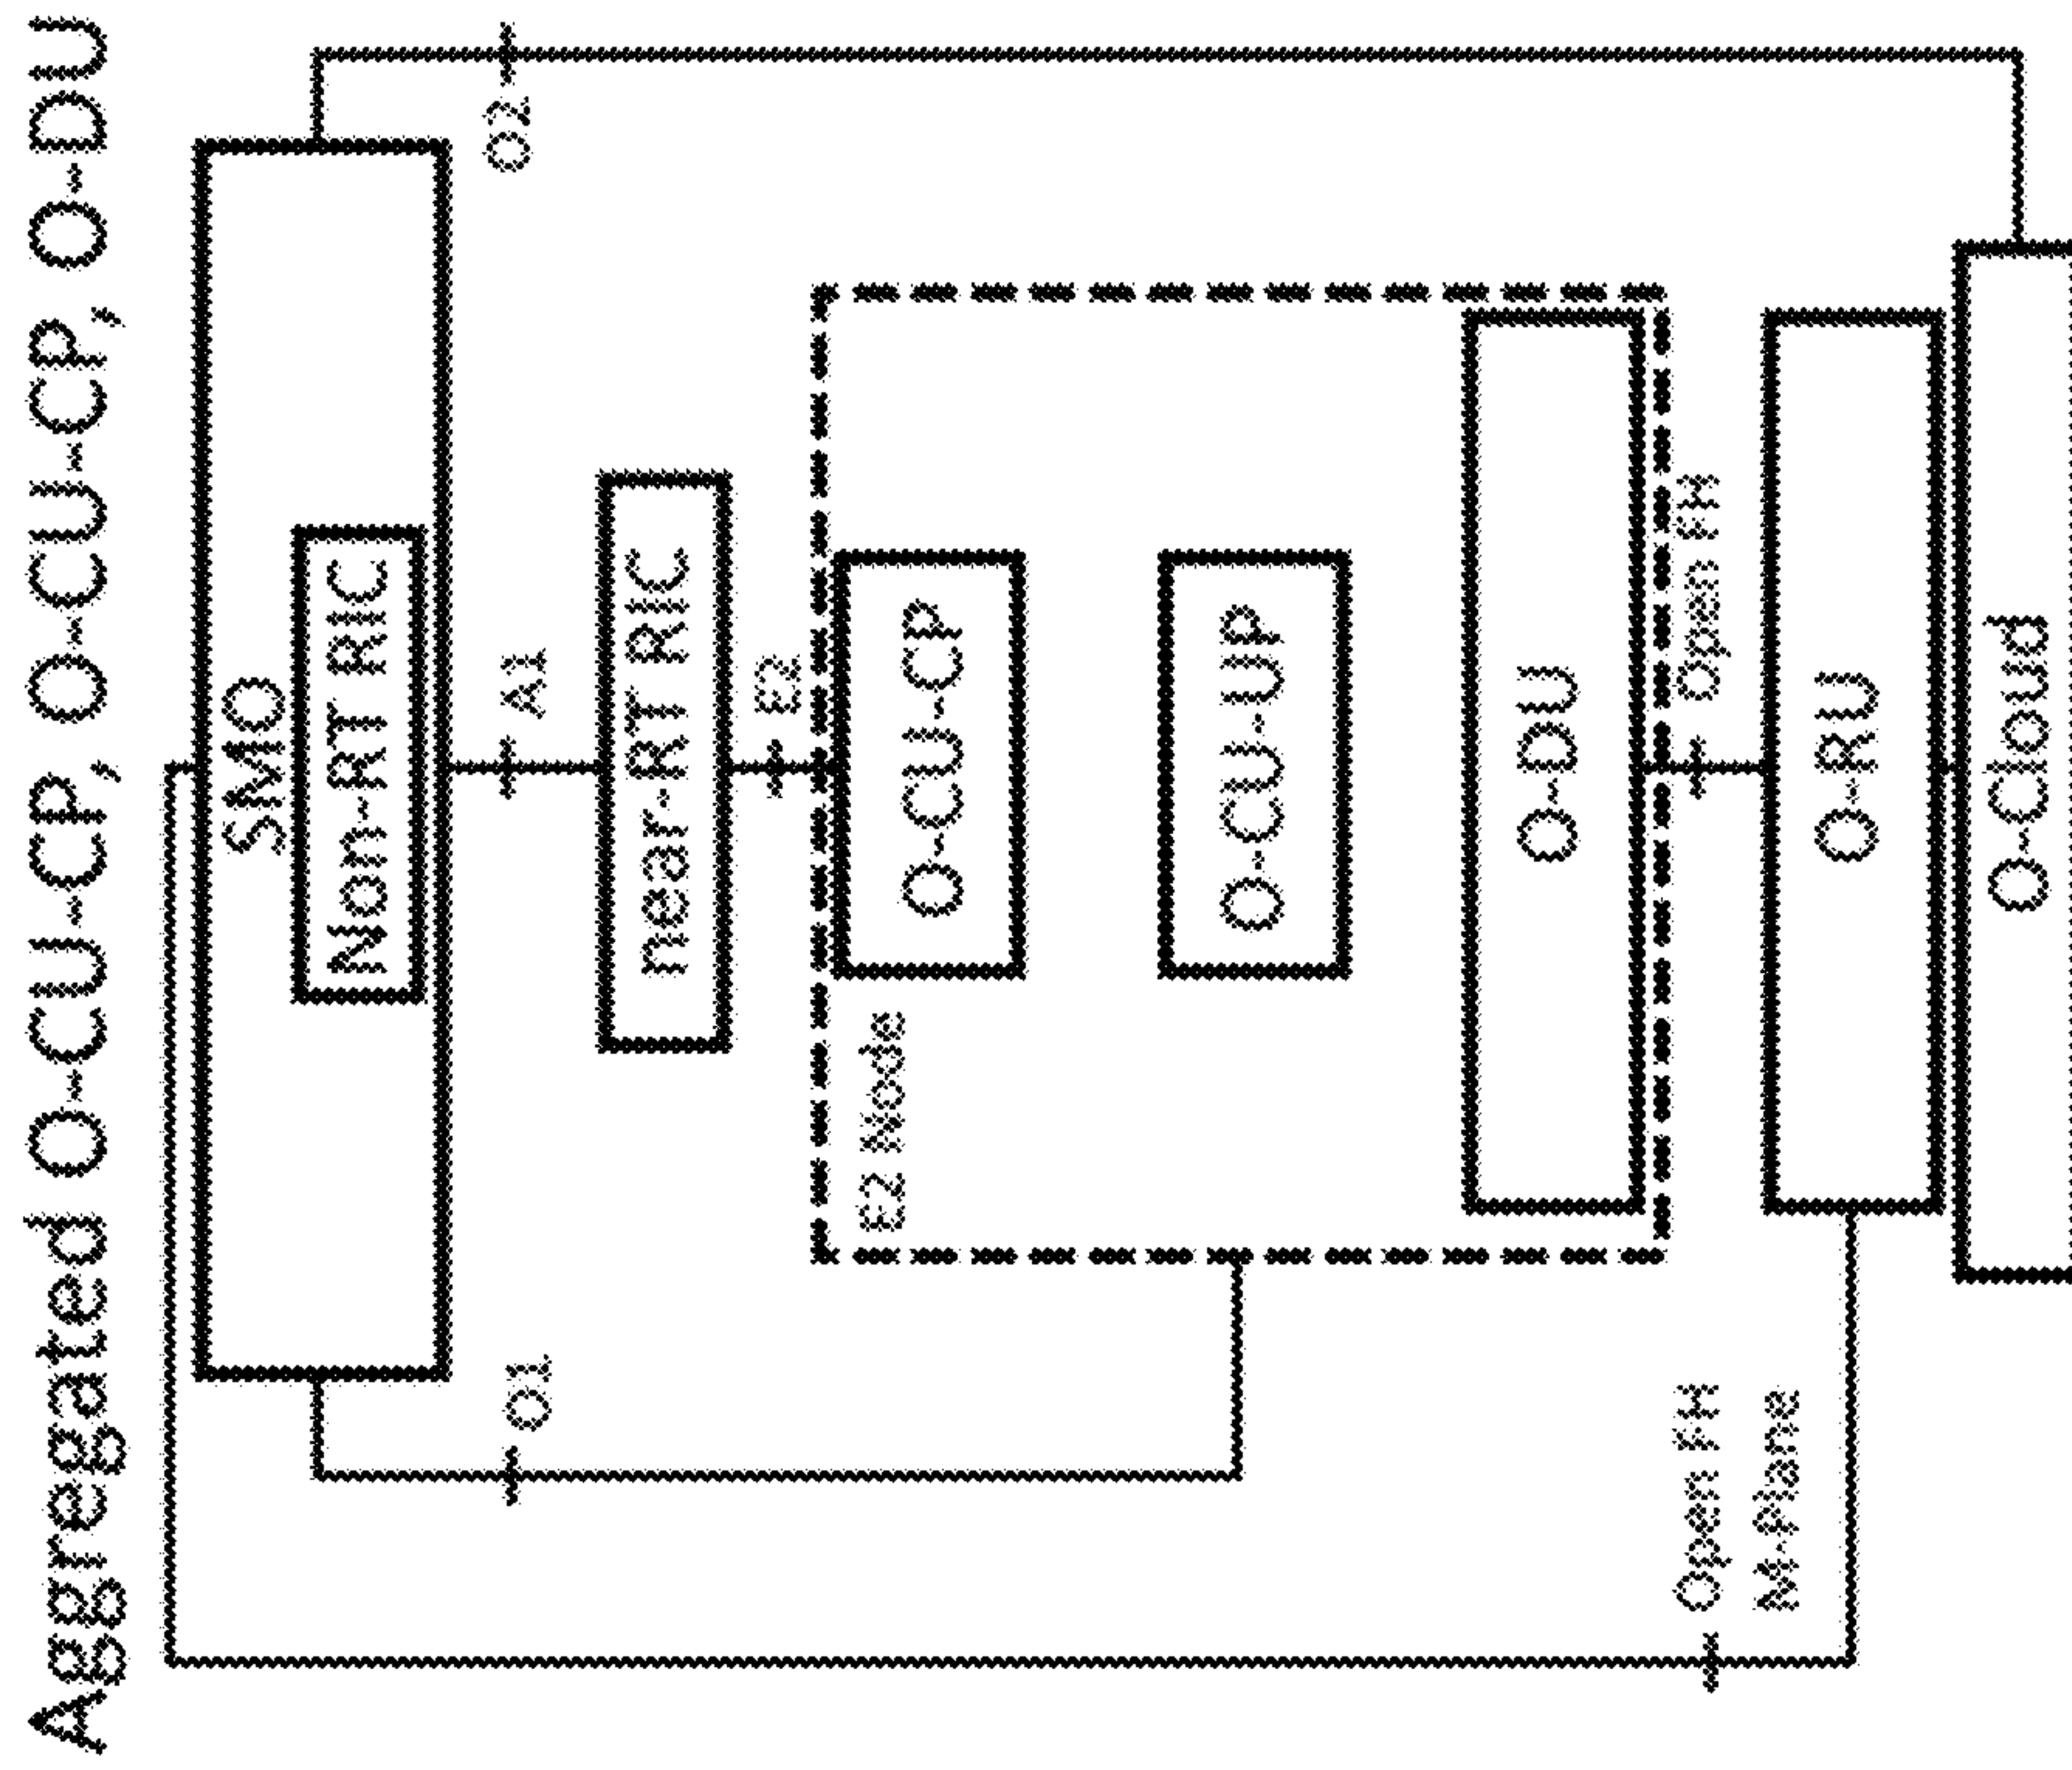 Aggregated O-CU-CP, O-CU-CP, O-DU
SMO
Non-RT RIC
O1
A1
O2
near-RT RIC
E2
E2 Node
O-CU-CP
O-CU-UP
O-DU
Open FH
M-Plane
Open FH
O-RU
O-Cloud